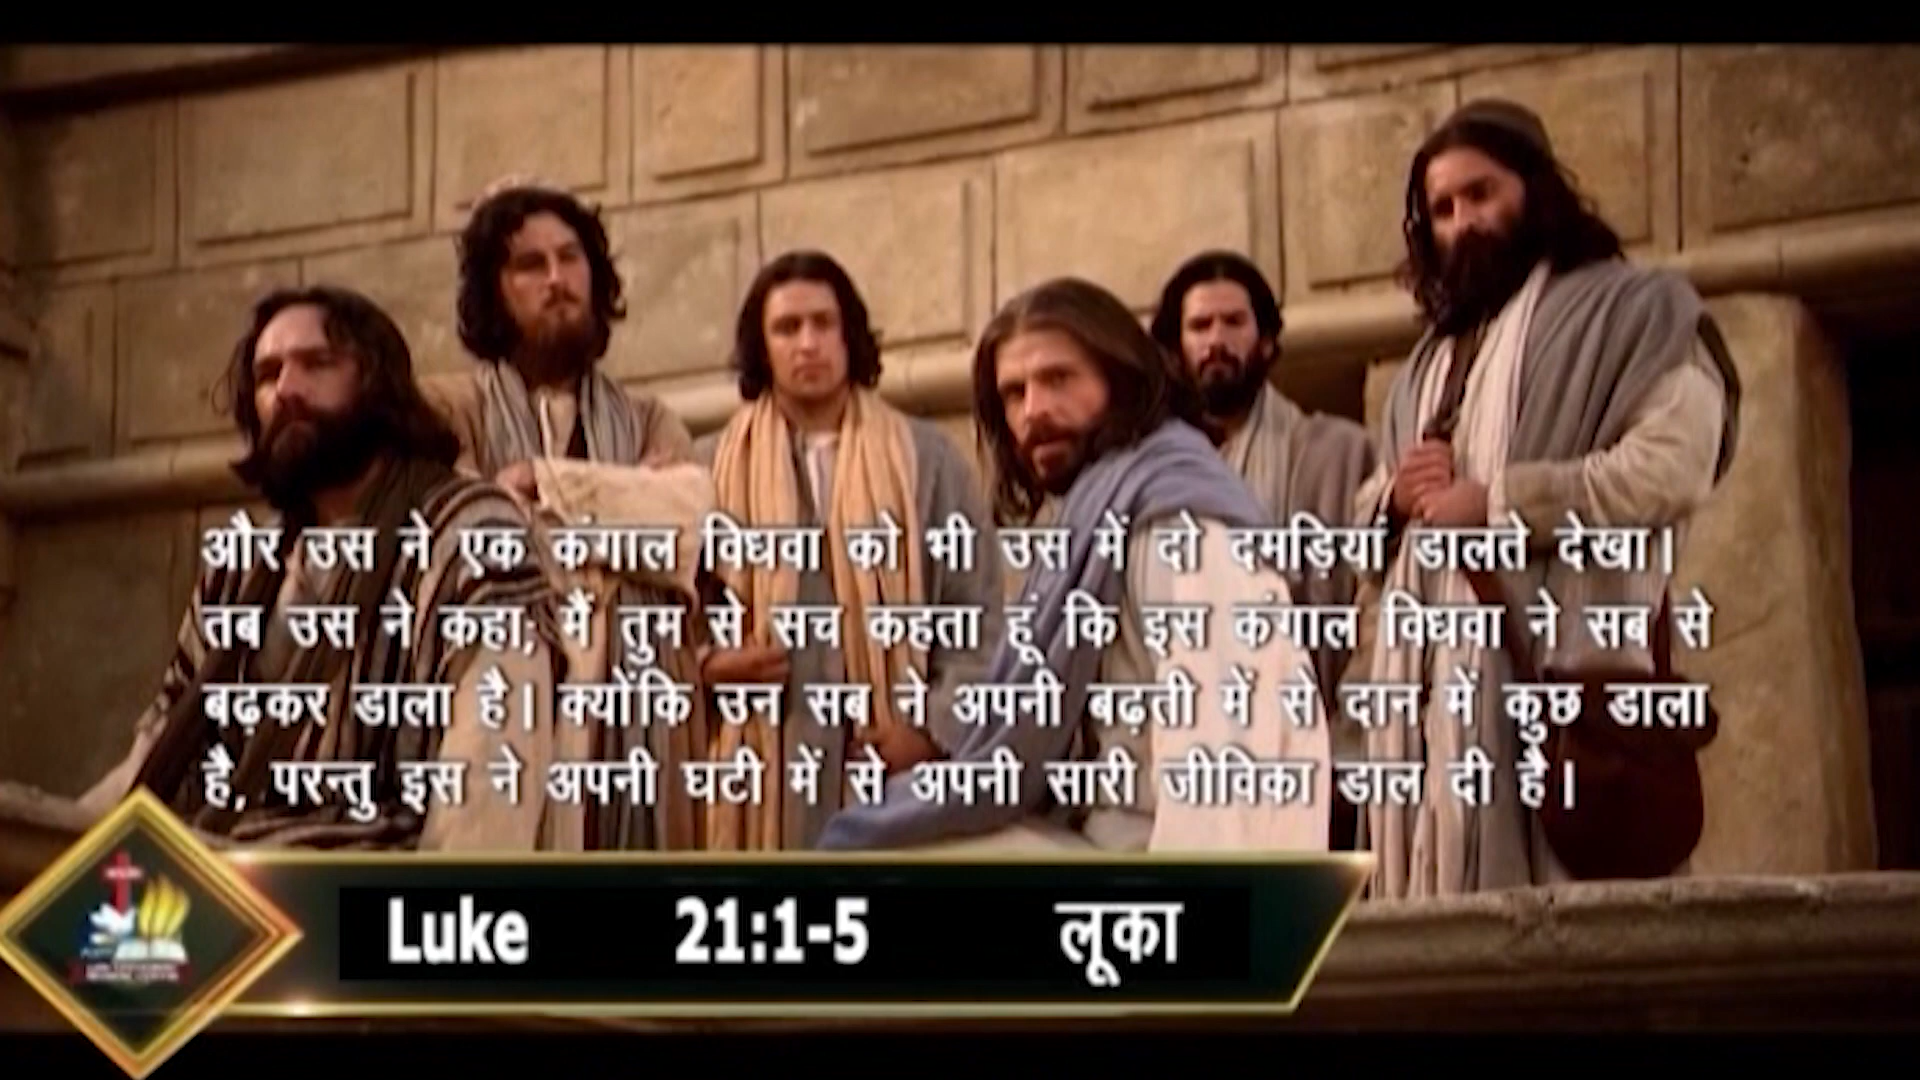 और उस ने एक कंगाल विधवा को भी उस में दो दमड़ियां डालते देखा।
तब उस ने कहा; मैं तुम से सच कहता हूं कि इस कंगाल विधवा ने सब से
बढ़कर डाला है। क्योंकि उन सब ने अपनी बढ़ती में से दान में कुछ डाला
है, परन्तु इस ने अपनी घटी में से अपनी सारी जीविका डाल दी है।
Luke 21:1-5 लूका